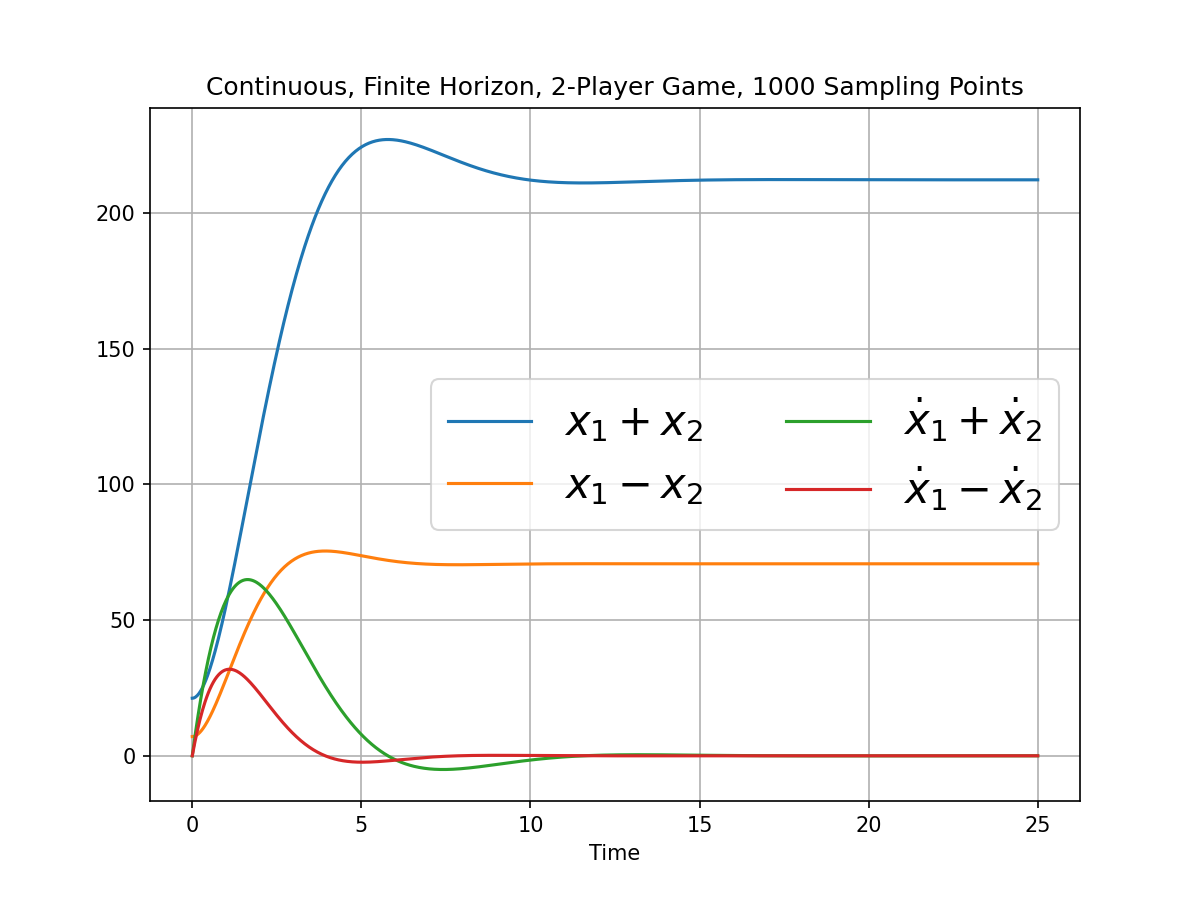 Continuous, Finite Horizon, 2-Player Game, 1000 Sampling Points
200
150
100
50
0
x₁ + x₂
x₁ − x₂
ẋ₁ + ẋ₂
ẋ₁ − ẋ₂
0 5 10 15 20 25
Time